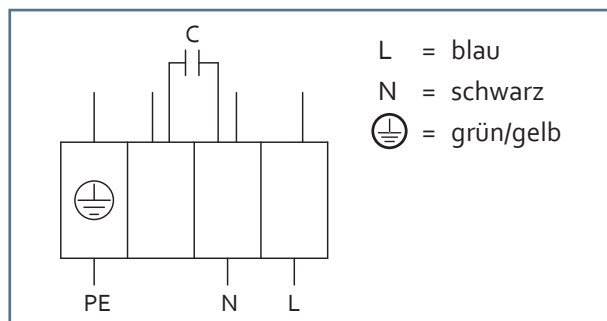 C
L = blau
N = schwarz
= grün/gelb
PE N L